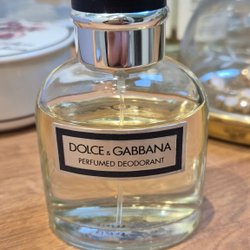 DOLCE & GABBANA
PERFUMED DEODORANT